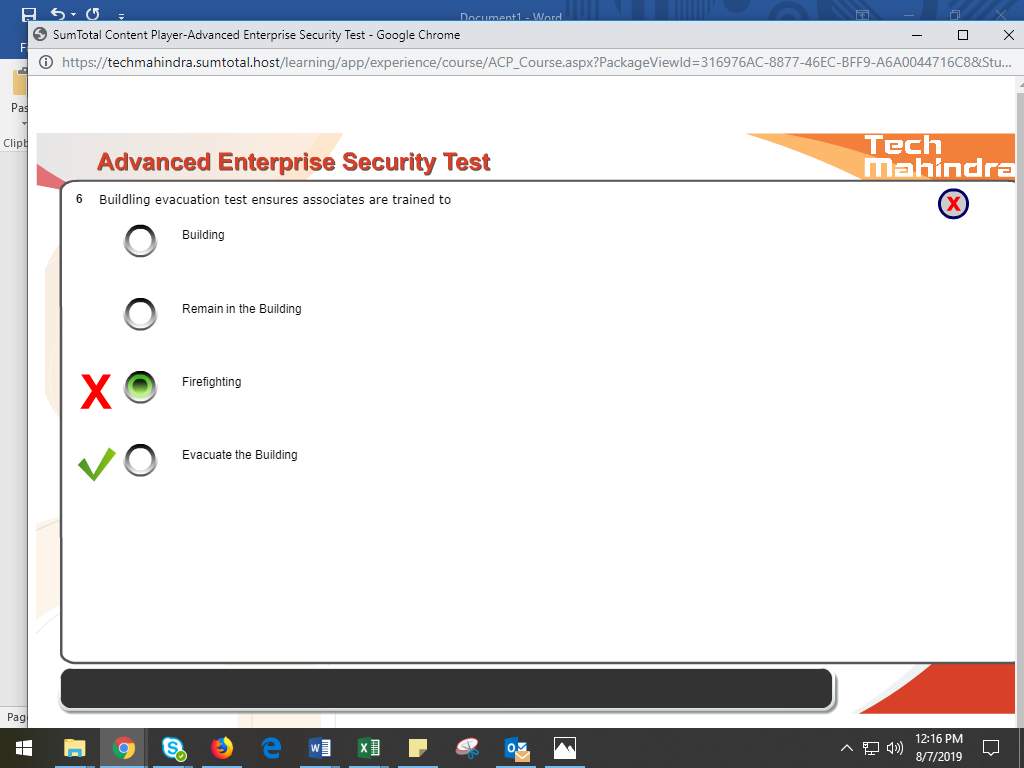 Document1 - Word
SumTotal Content Player-Advanced Enterprise Security Test - Google Chrome
F
https://techmahindra.sumtotal.host/learning/app/experience/course/ACP_Course.aspx?PackageViewId=316976AC-8877-46EC-BFF9-A6A0044716C8&Stu...
Pas
Clipb
Tech
Mahindra
Advanced Enterprise Security Test
6 Buildling evacuation test ensures associates are trained to
X
Building
Remain in the Building
X Firefighting
Evacuate the Building
Page
12:16 PM
8/7/2019